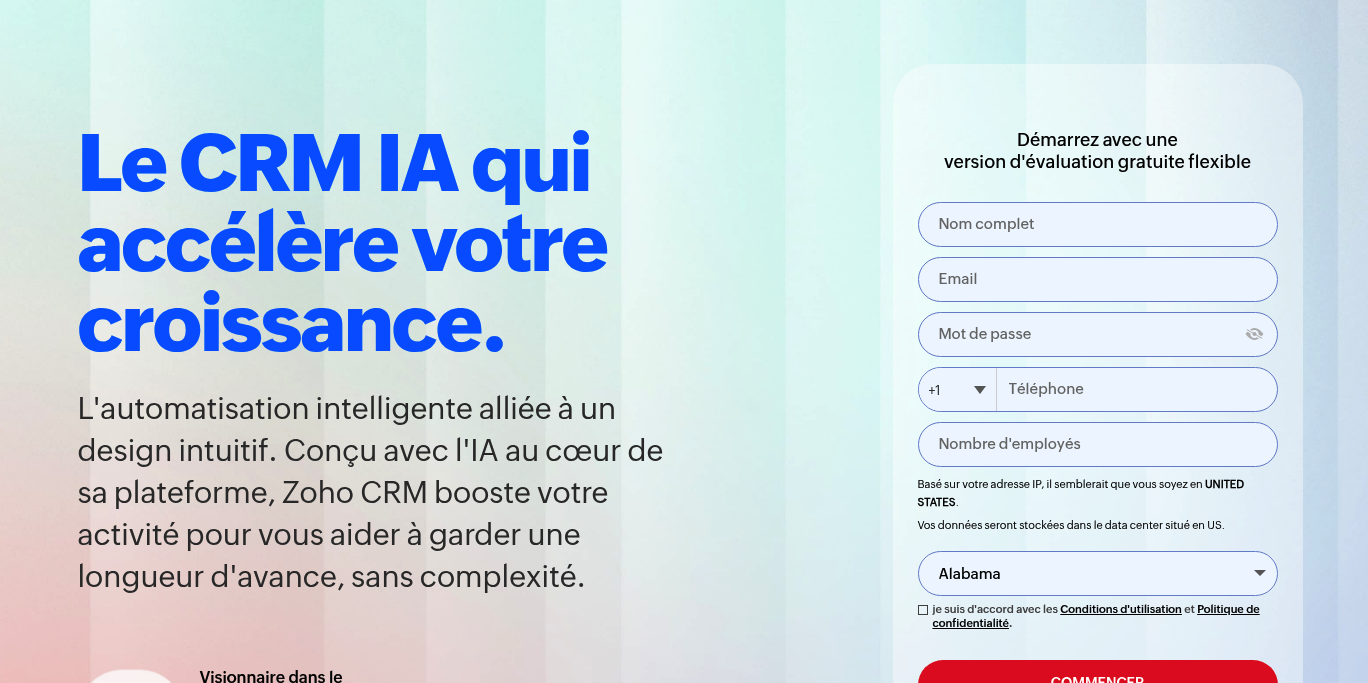 Le CRM IA qui
accélère votre
croissance.
L'automatisation intelligente alliée à un
design intuitif. Conçu avec l'IA au cœur de
sa plateforme, Zoho CRM booste votre
activité pour vous aider à garder une
longueur d'avance, sans complexité.
Visionnaire dans le
Démarrez avec une
version d'évaluation gratuite flexible
Nom complet
Email
Mot de passe
+1 Téléphone
Nombre d'employés
Basé sur votre adresse IP, il semblerait que vous soyez en UNITED
STATES.
Vos données seront stockées dans le data center situé en US.
Alabama
je suis d'accord avec les Conditions d'utilisation et Politique de
confidentialité.
COMMENCER